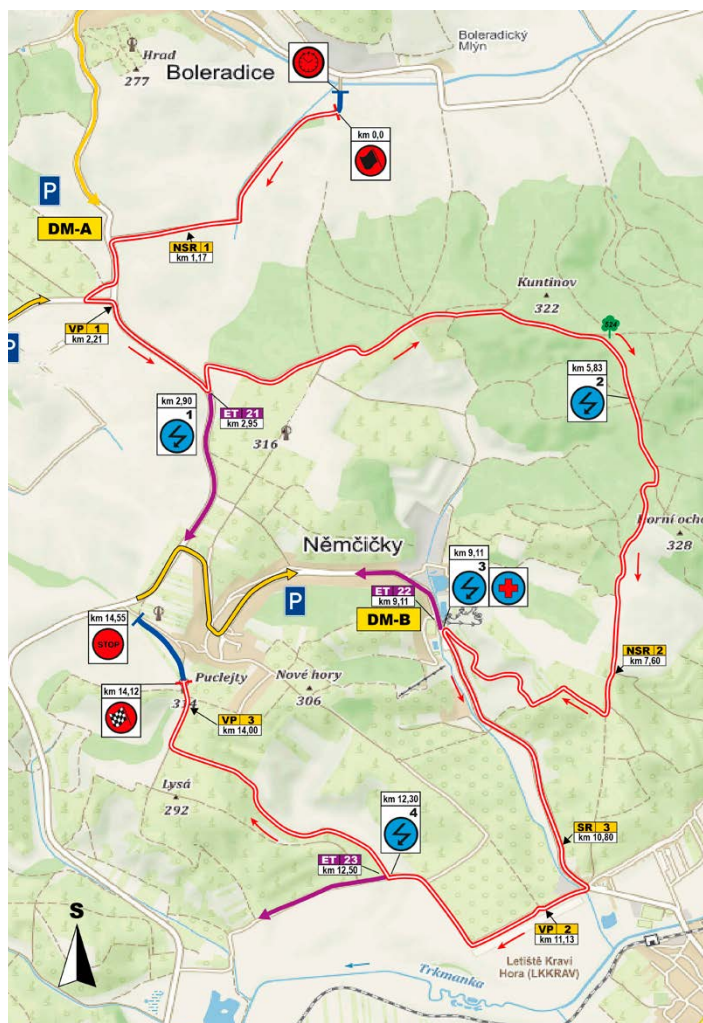 Boleradický
Mlýn
Hrad
277
Boleradice
km 0,0
P
DM-A
NSR 1
km 1,17
Kuntinov
322
VP 1
km 2,21
P
524
km 5,83
2
km 2,90
1
ET 21
km 2,95
316
Horní ocho
328
Němčičky
km 9,11
3
ET 22
km 9,11
P
DM-B
km 14,55
STOP
NSR 2
km 7,60
Puclejty
334
Nové hory
306
km 14,12
VP 3
km 14,00
Lysá
292
km 12,30
4
SR 3
km 10,80
ET 23
km 12,50
VP 2
km 11,13
S
Letiště Kraví
Hora (LKKRAV)
Trkmanka